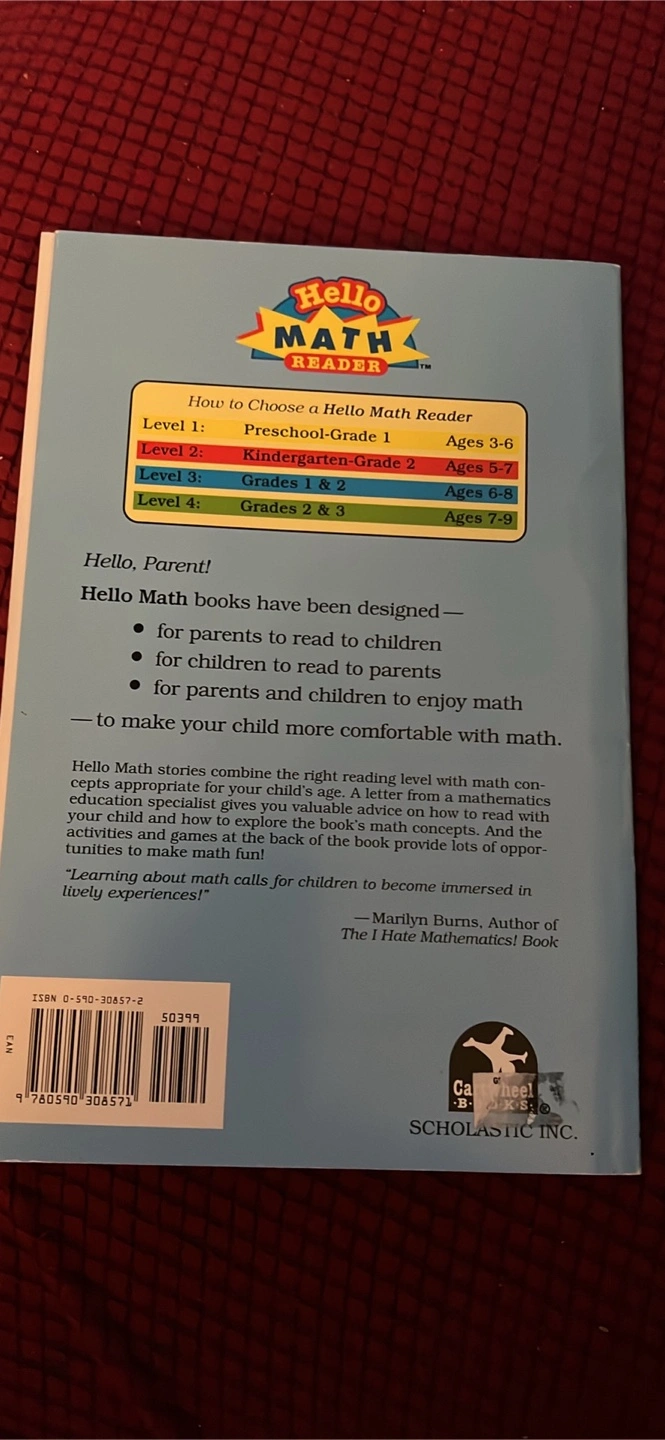 Hello
MATH
READER™
How to Choose a Hello Math Reader
Level 1: Preschool-Grade 1 Ages 3-6
Level 2: Kindergarten-Grade 2 Ages 5-7
Level 3: Grades 1 & 2 Ages 6-8
Level 4: Grades 2 & 3 Ages 7-9
Hello, Parent!
Hello Math books have been designed—
• for parents to read to children
• for children to read to parents
• for parents and children to enjoy math
—to make your child more comfortable with math.
Hello Math stories combine the right reading level with math con-
cepts appropriate for your child's age. A letter from a mathematics
education specialist gives you valuable advice on how to read with
your child and how to explore the book's math concepts. And the
activities and games at the back of the book provide lots of oppor-
tunities to make math fun!
"Learning about math calls for children to become immersed in
lively experiences!"
—Marilyn Burns, Author of
The I Hate Mathematics! Book
ISBN 0-590-30857-2
50399
EAN
9 780590 308571
SCHOLASTIC INC.